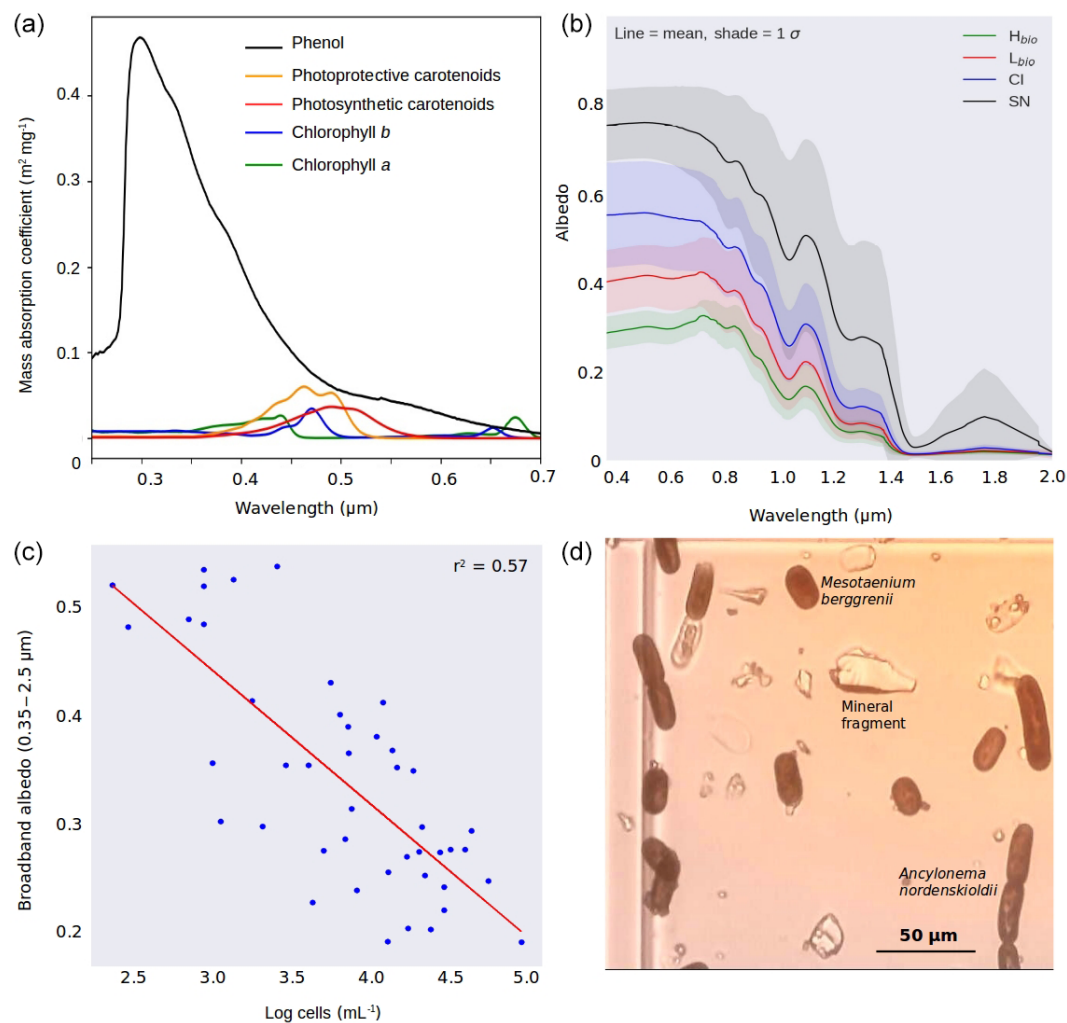 (a)
Phenol
Photoprotective carotenoids
Photosynthetic carotenoids
Chlorophyll b
Chlorophyll a
Mass absorption coefficient (m² mg⁻¹)
0.4
0.3
0.2
0.1
0
0.3
0.4
0.5
0.6
0.7
Wavelength (µm)
(b)
Line = mean, shade = 1 σ
H_bio
L_bio
CI
SN
Albedo
0.8
0.6
0.4
0.2
0
0.4
0.6
0.8
1.0
1.2
1.4
1.6
1.8
2.0
Wavelength (µm)
(c)
r² = 0.57
Broadband albedo (0.35−2.5 µm)
0.5
0.4
0.3
0.2
2.5
3.0
3.5
4.0
4.5
5.0
Log cells (mL⁻¹)
(d)
Mesotaenium
berggrenii
Mineral
fragment
Ancylonema
nordenskioldii
50 µm